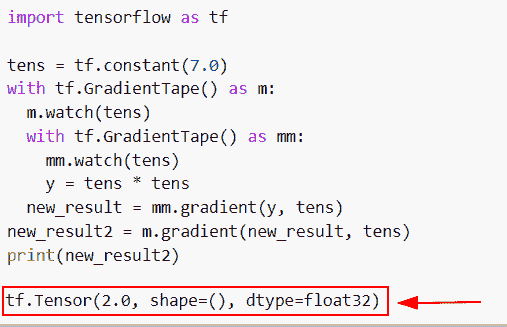 import tensorflow as tf
tens = tf.constant(7.0)
with tf.GradientTape() as m:
  m.watch(tens)
  with tf.GradientTape() as mm:
    mm.watch(tens)
    y = tens * tens
  new_result = mm.gradient(y, tens)
new_result2 = m.gradient(new_result, tens)
print(new_result2)
tf.Tensor(2.0, shape=(), dtype=float32)